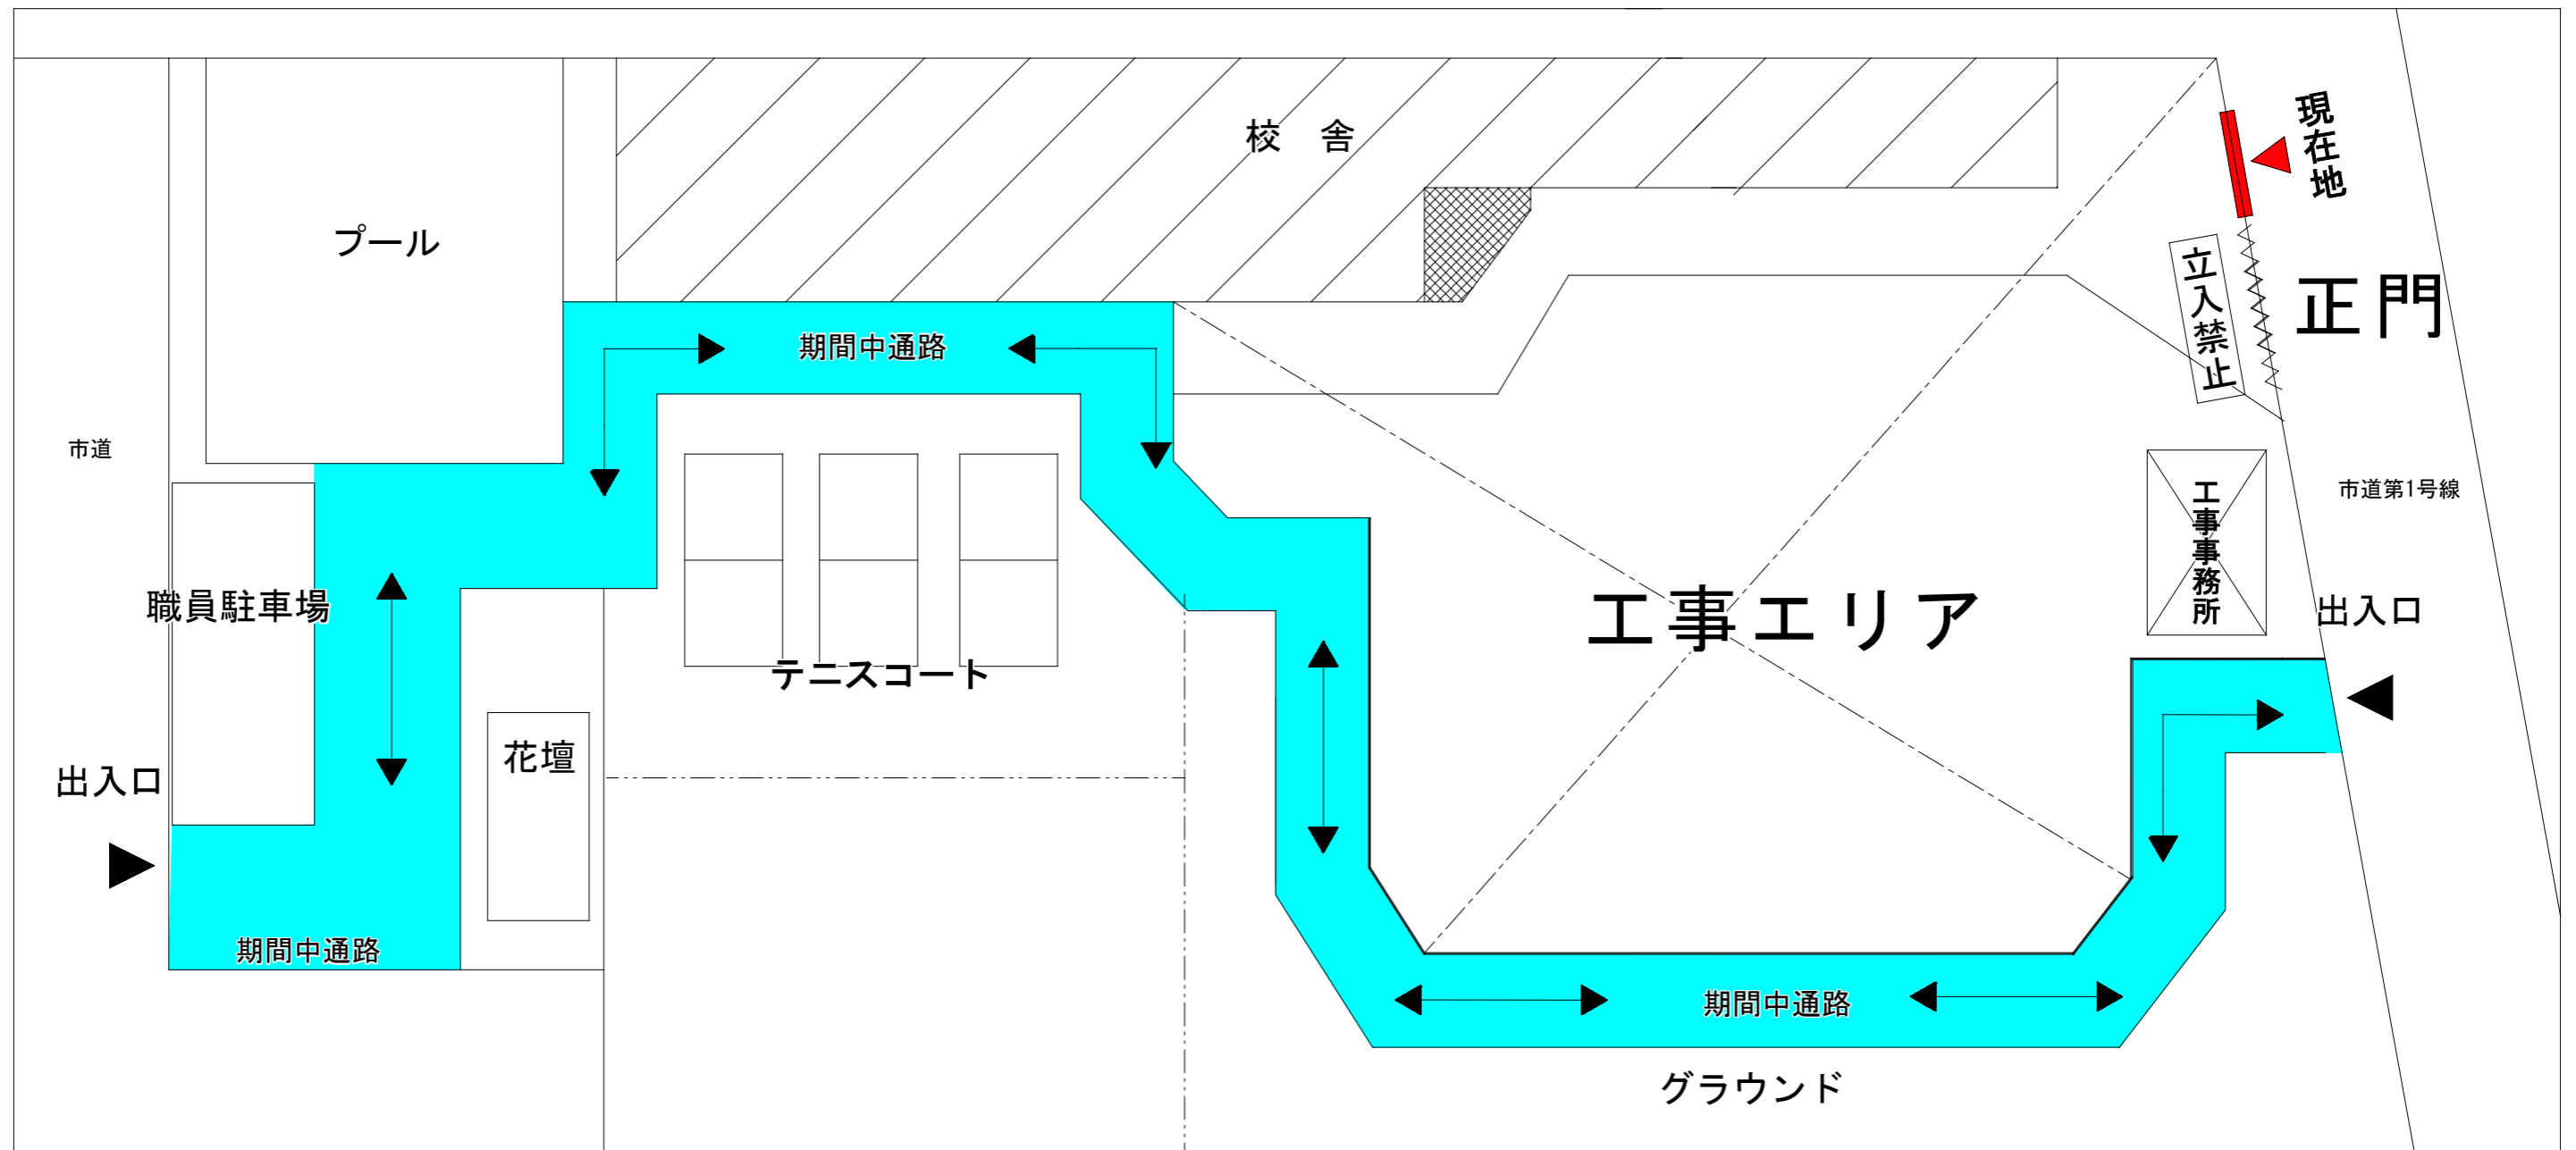 校 舎
現在地
プール
立入禁止
正門
期間中通路
市道
工事事務所
市道第1号線
職員駐車場
工事エリア
出入口
テニスコート
花壇
出入口
期間中通路
期間中通路
グラウンド